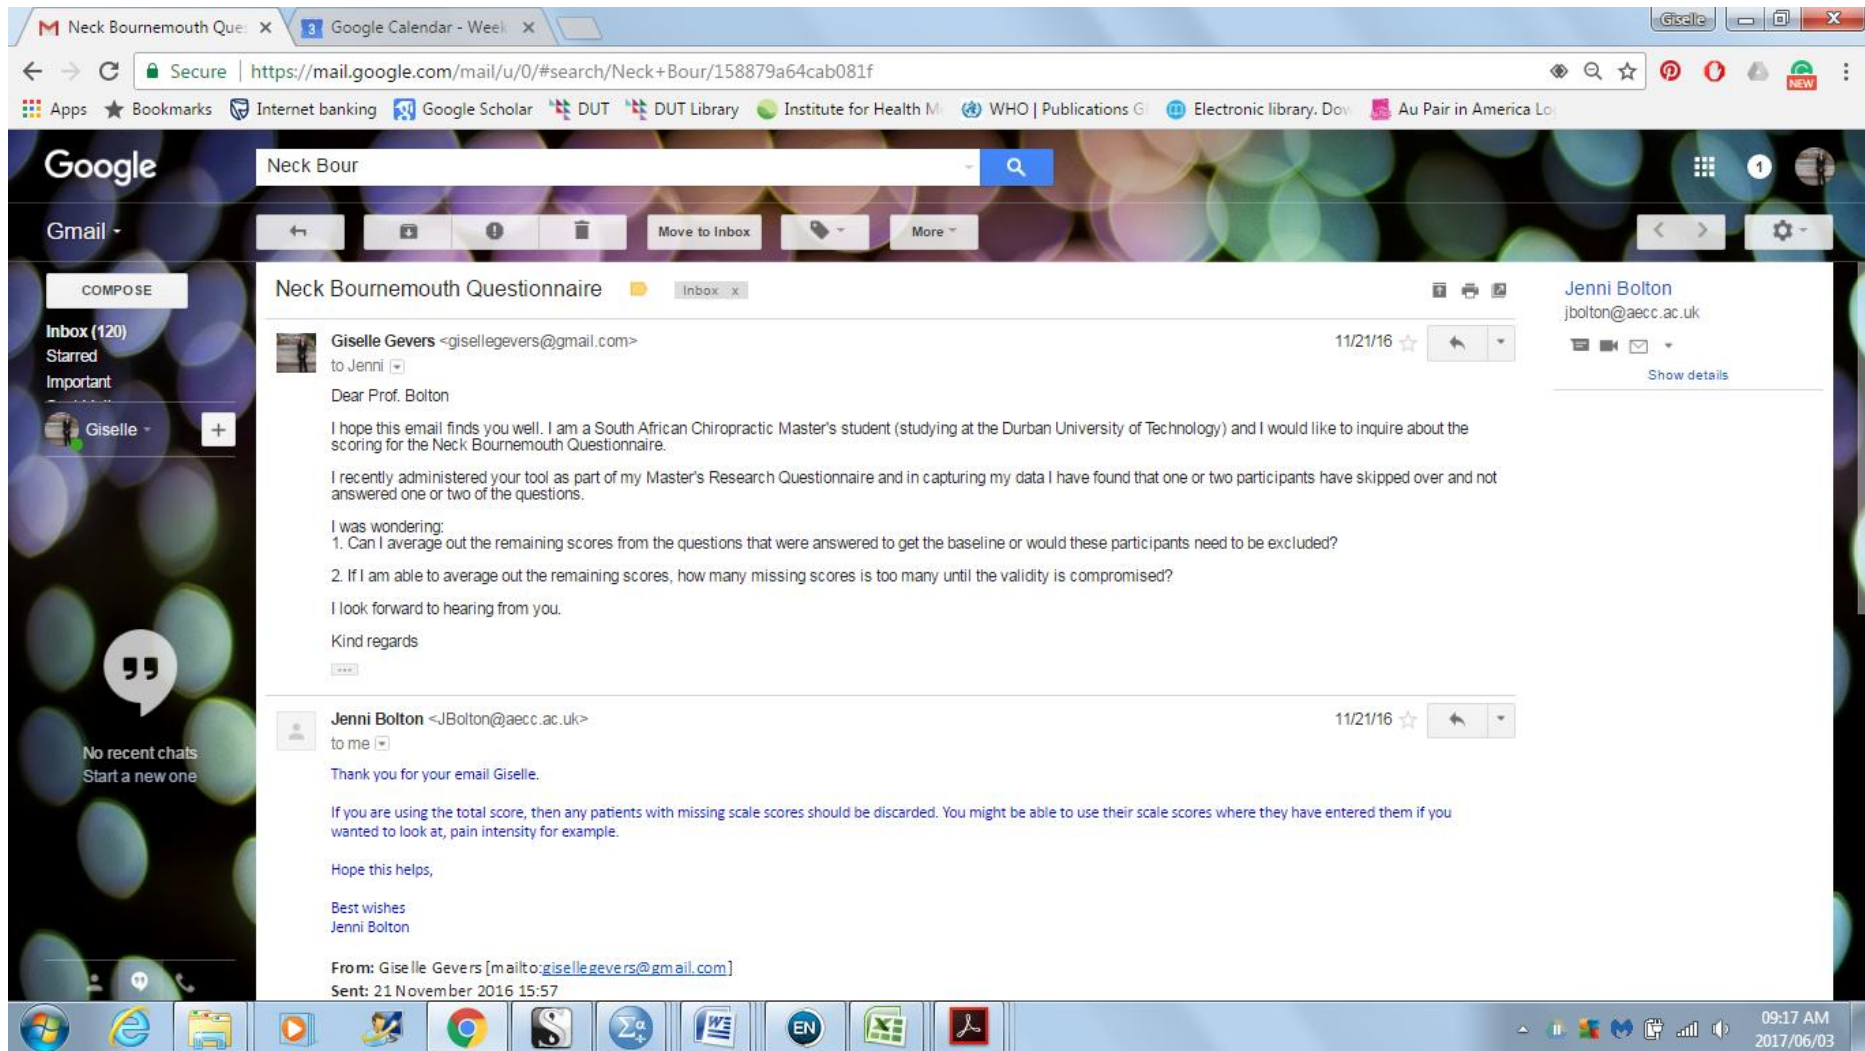 Giselle
Neck Bournemouth Que
3 Google Calendar - Week
Secure https://mail.google.com/mail/u/0/#search/Neck+Bour/158879a64cab081f
NEW
Apps Bookmarks Internet banking Google Scholar DUT DUT Library Institute for Health M WHO | Publications G Electronic library. Dow Au Pair in America Lo
Google Neck Bour 1
Gmail Move to Inbox More
COMPOSE
Inbox (120)
Starred
Important
Giselle
No recent chats
Start a new one
Neck Bournemouth Questionnaire Inbox x
Giselle Gevers <gisellegevers@gmail.com> 11/21/16
to Jenni
Dear Prof. Bolton
I hope this email finds you well. I am a South African Chiropractic Master's student (studying at the Durban University of Technology) and I would like to inquire about the
scoring for the Neck Bournemouth Questionnaire.
I recently administered your tool as part of my Master's Research Questionnaire and in capturing my data I have found that one or two participants have skipped over and not
answered one or two of the questions.
I was wondering:
1. Can I average out the remaining scores from the questions that were answered to get the baseline or would these participants need to be excluded?
2. If I am able to average out the remaining scores, how many missing scores is too many until the validity is compromised?
I look forward to hearing from you.
Kind regards
Jenni Bolton <JBolton@aecc.ac.uk> 11/21/16
to me
Thank you for your email Giselle.
If you are using the total score, then any patients with missing scale scores should be discarded. You might be able to use their scale scores where they have entered them if you
wanted to look at, pain intensity for example.
Hope this helps,
Best wishes
Jenni Bolton
From: Giselle Gevers [mailto:gisellegevers@gmail.com]
Sent: 21 November 2016 15:57
Jenni Bolton
jbolton@aecc.ac.uk
Show details
EN
09:17 AM
2017/06/03